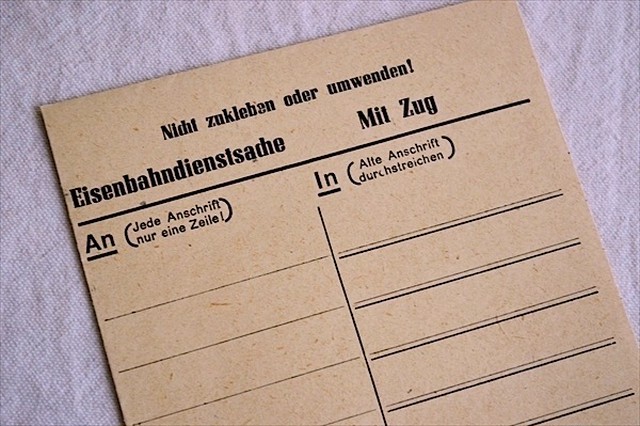 Nicht zukleben oder umwenden!
Eisenbahndienstsache Mit Zug
An (Jede Anschrift nur eine Zeile!)
In (Alte Anschrift durchstreichen)